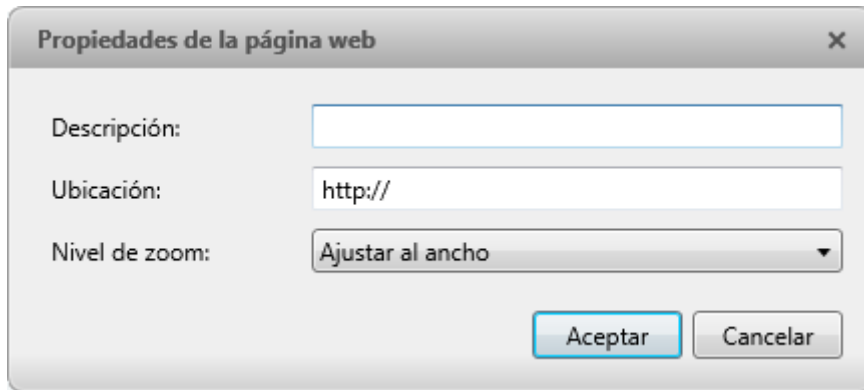 Propiedades de la página web
Descripción:
Ubicación: http://
Nivel de zoom: Ajustar al ancho
Aceptar Cancelar